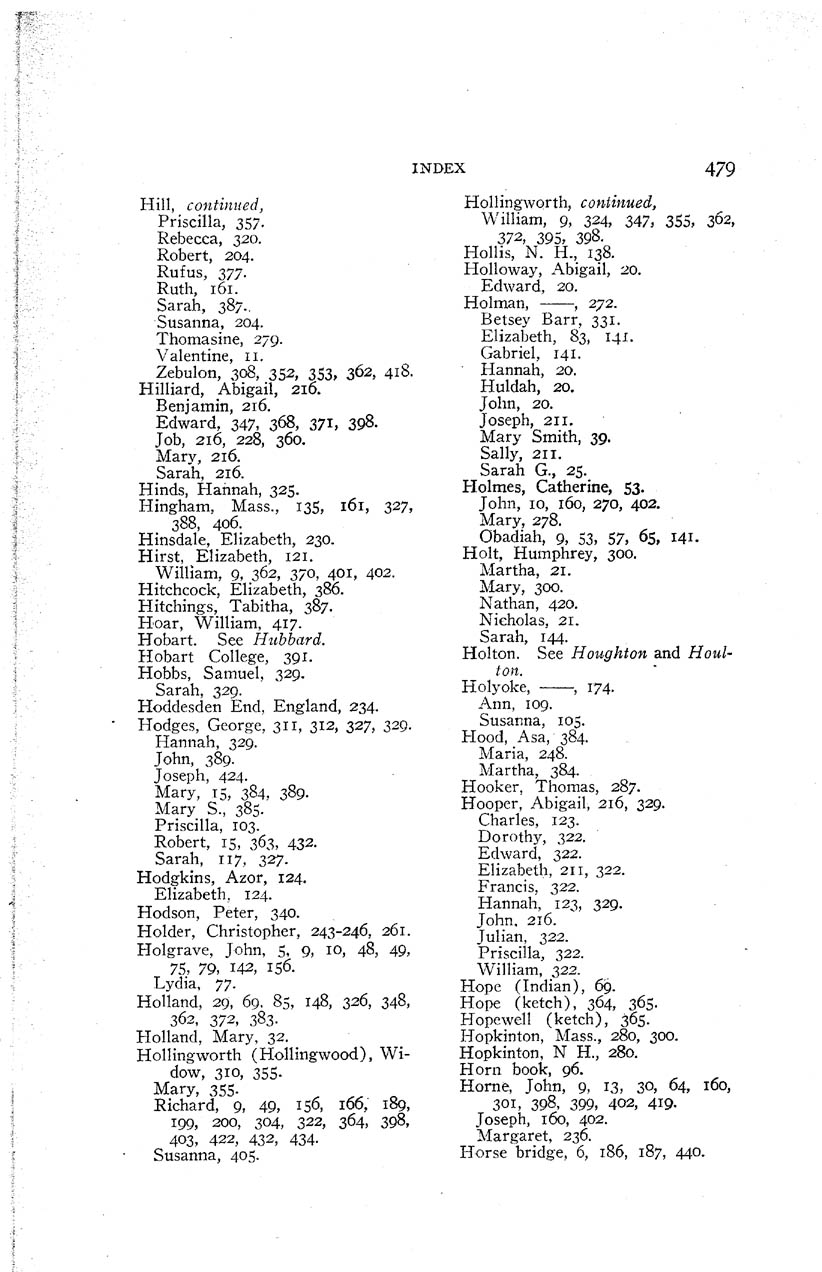 INDEX 479
Hill, continued,
Priscilla, 357.
Rebecca, 320.
Robert, 204.
Rufus, 377.
Ruth, 161.
Sarah, 387.
Susanna, 204.
Thomasine, 279.
Valentine, 11.
Zebulon, 308, 352, 353, 362, 418.
Hilliard, Abigail, 216.
Benjamin, 216.
Edward, 347, 368, 371, 398.
Job, 216, 228, 360.
Mary, 216.
Sarah, 216.
Hinds, Hannah, 325.
Hingham, Mass., 135, 161, 327,
388, 406.
Hinsdale, Elizabeth, 230.
Hirst, Elizabeth, 121.
William, 9, 362, 370, 401, 402.
Hitchcock, Elizabeth, 386.
Hitchings, Tabitha, 387.
Hoar, William, 417.
Hobart. See Hubbard.
Hobart College, 391.
Hobbs, Samuel, 329.
Sarah, 329.
Hoddesden End, England, 234.
Hodges, George, 311, 312, 327, 329.
Hannah, 329.
John, 389.
Joseph, 424.
Mary, 15, 384, 389.
Mary S., 385.
Priscilla, 103.
Robert, 15, 363, 432.
Sarah, 117, 327.
Hodgkins, Azor, 124.
Elizabeth, 124.
Hodson, Peter, 340.
Holder, Christopher, 243-246, 261.
Holgrave, John, 5, 9, 10, 48, 49,
75, 79, 142, 156.
Lydia, 77.
Holland, 29, 69, 85, 148, 326, 348,
362, 372, 383.
Holland, Mary, 32.
Hollingworth (Hollingwood), Wi-
dow, 310, 355.
Mary, 355.
Richard, 9, 49, 156, 166, 189,
199, 200, 304, 322, 364, 398,
403, 422, 432, 434.
Susanna, 405.
Hollingworth, continued,
William, 9, 324, 347, 355, 362,
372, 395, 398.
Hollis, N. H., 138.
Holloway, Abigail, 20.
Edward, 20.
Holman, ——, 272.
Betsey Barr, 331.
Elizabeth, 83, 141.
Gabriel, 141.
Hannah, 20.
Huldah, 20.
John, 20.
Joseph, 211.
Mary Smith, 39.
Sally, 211.
Sarah G., 25.
Holmes, Catherine, 53.
John, 10, 160, 270, 402.
Mary, 278.
Obadiah, 9, 53, 57, 65, 141.
Holt, Humphrey, 300.
Martha, 21.
Mary, 300.
Nathan, 420.
Nicholas, 21.
Sarah, 144.
Holton. See Houghton and Houl-
ton.
Holyoke, ——, 174.
Ann, 109.
Susanna, 105.
Hood, Asa, 384.
Maria, 248.
Martha, 384.
Hooker, Thomas, 287.
Hooper, Abigail, 216, 329.
Charles, 123.
Dorothy, 322.
Edward, 322.
Elizabeth, 211, 322.
Francis, 322.
Hannah, 123, 329.
John, 216.
Julian, 322.
Priscilla, 322.
William, 322.
Hope (Indian), 69.
Hope (ketch), 364, 365.
Hopewell (ketch), 365.
Hopkinton, Mass., 280, 300.
Hopkinton, N H., 280.
Horn book, 96.
Horne, John, 9, 13, 30, 64, 160,
301, 398, 399, 402, 419.
Joseph, 160, 402.
Margaret, 236.
Horse bridge, 6, 186, 187, 440.